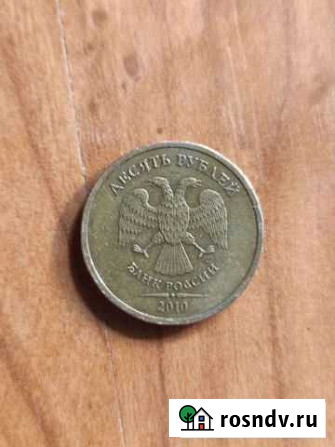 ДЕСЯТЬ РУБЛЕЙ
БАНК РОССИИ
2010
rosndv.ru